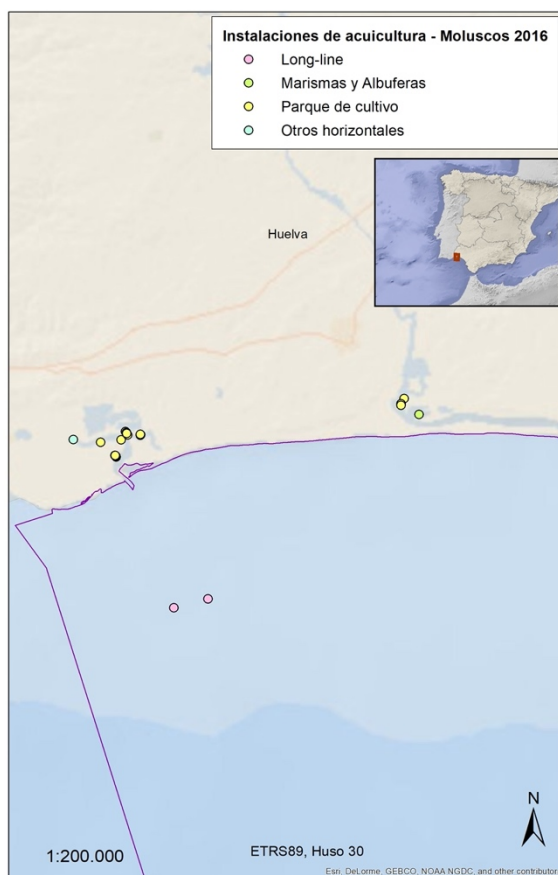 Instalaciones de acuicultura - Moluscos 2016
Long-line
Marismas y Albuferas
Parque de cultivo
Otros horizontales
Huelva
N
1:200.000
ETRS89, Huso 30
Esri, DeLorme, GEBCO, NOAA NGDC, and other contributor